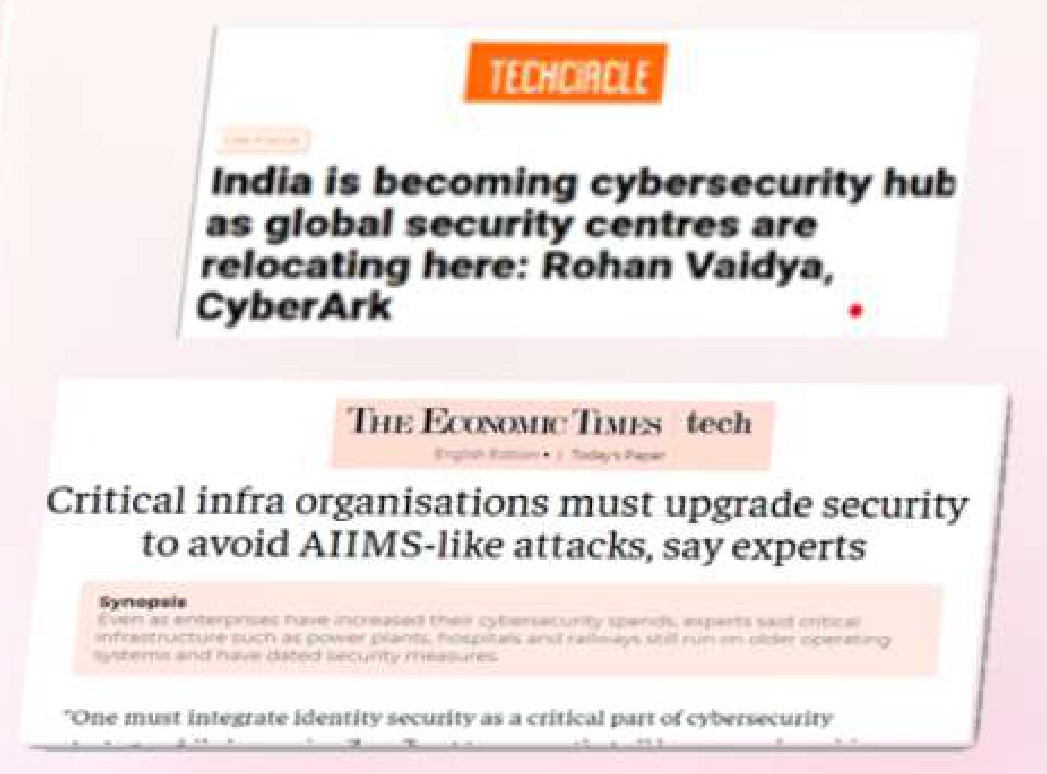 TECHCIRCLE
India is becoming cybersecurity hub
as global security centres are
relocating here: Rohan Vaidya,
CyberArk
THE ECONOMIC TIMES tech
English Edition • | Today's Paper
Critical infra organisations must upgrade security
to avoid AIIMS-like attacks, say experts
Synopsis
Even as enterprises have increased their cybersecurity spends, experts said critical
infrastructure such as power plants, hospitals and railways still run on older operating
systems and have dated security measures.
"One must integrate identity security as a critical part of cybersecurity